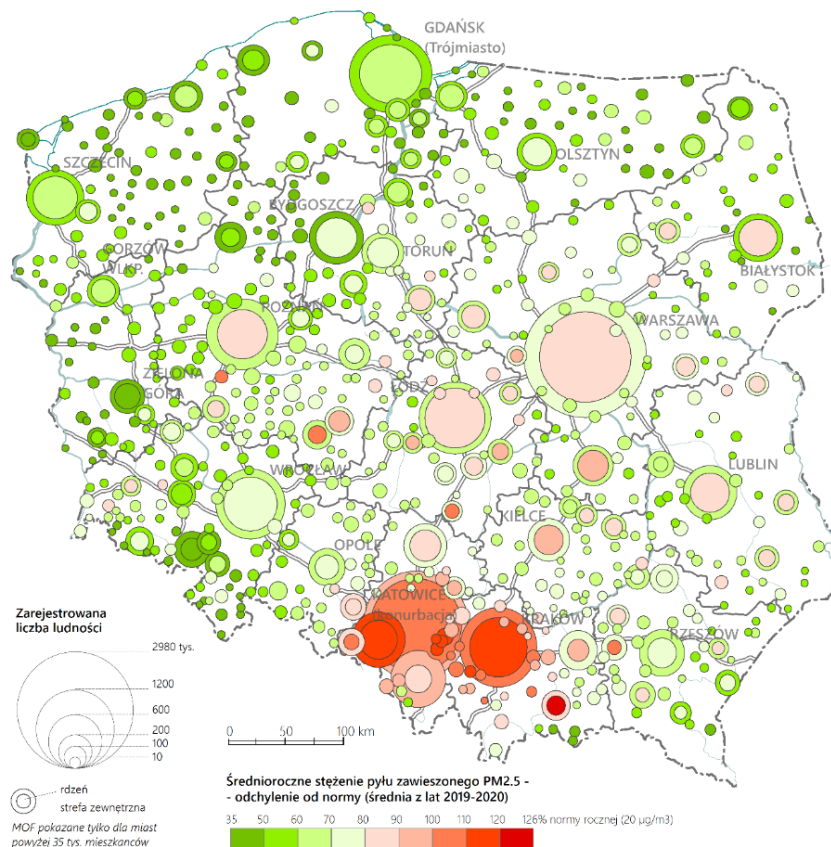 GDAŃSK
(Trójmiasto)
SZCZECIN
OLSZTYN
BYDGOSZCZ
TORUŃ
GORZÓW
WLKP.
BIAŁYSTOK
POZNAŃ
WARSZAWA
ZIELONA
GÓRA
ŁÓDŹ
WROCŁAW
LUBLIN
KIELCE
OPOLE
KATOWICE
(konurbacja)
KRAKÓW
RZESZÓW
Zarejestrowana
liczba ludności
2980 tys.
1200
600
200
100
10
rdzeń
strefa zewnętrzna
MOF pokazane tylko dla miast
powyżej 35 tys. mieszkańców
0 50 100 km
Średnioroczne stężenie pyłu zawieszonego PM2.5 -
- odchylenie od normy (średnia z lat 2019-2020)
35 50 60 70 80 90 100 110 120 126% normy rocznej (20 µg/m3)